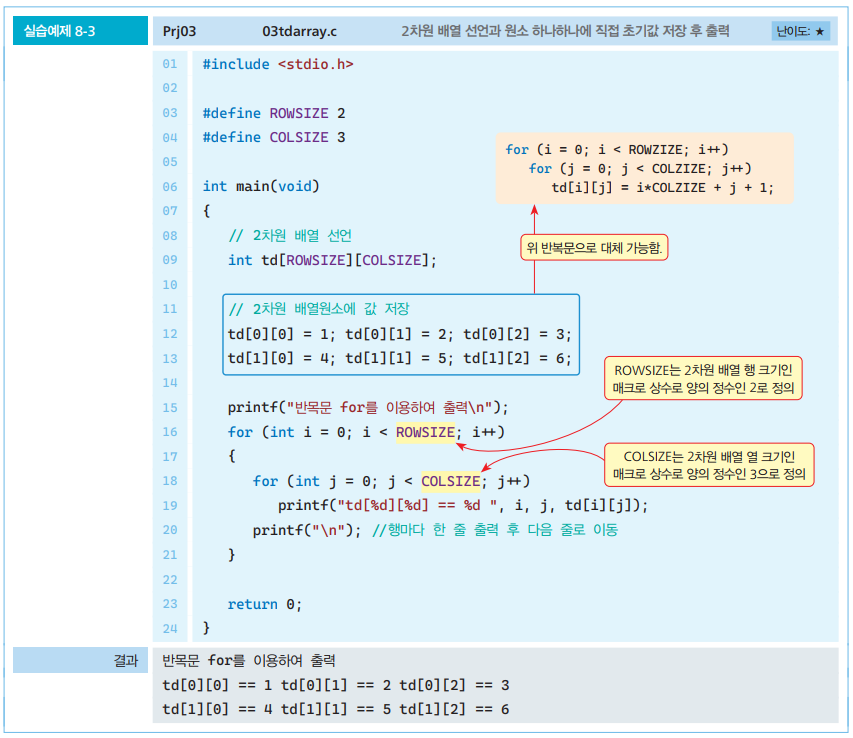 실습예제 8-3
Prj03 03tdarray.c 2차원 배열 선언과 원소 하나하나에 직접 초기값 저장 후 출력 난이도: ★
01 #include <stdio.h>
02
03 #define ROWSIZE 2
04 #define COLSIZE 3
05
06 int main(void)
07 {
08 // 2차원 배열 선언
09 int td[ROWSIZE][COLSIZE];
10
11 // 2차원 배열원소에 값 저장
12 td[0][0] = 1; td[0][1] = 2; td[0][2] = 3;
13 td[1][0] = 4; td[1][1] = 5; td[1][2] = 6;
14
15 printf("반목문 for를 이용하여 출력\n");
16 for (int i = 0; i < ROWSIZE; i++)
17 {
18 for (int j = 0; j < COLSIZE; j++)
19 printf("td[%d][%d] == %d ", i, j, td[i][j]);
20 printf("\n"); //행마다 한 줄 출력 후 다음 줄로 이동
21 }
22
23 return 0;
24 }
for (i = 0; i < ROWZIZE; i++)
for (j = 0; j < COLZIZE; j++)
td[i][j] = i*COLZIZE + j + 1;
위 반복문으로 대체 가능함.
ROWSIZE는 2차원 배열 행 크기인
매크로 상수로 양의 정수인 2로 정의
COLSIZE는 2차원 배열 열 크기인
매크로 상수로 양의 정수인 3으로 정의
결과
반목문 for를 이용하여 출력
td[0][0] == 1 td[0][1] == 2 td[0][2] == 3
td[1][0] == 4 td[1][1] == 5 td[1][2] == 6